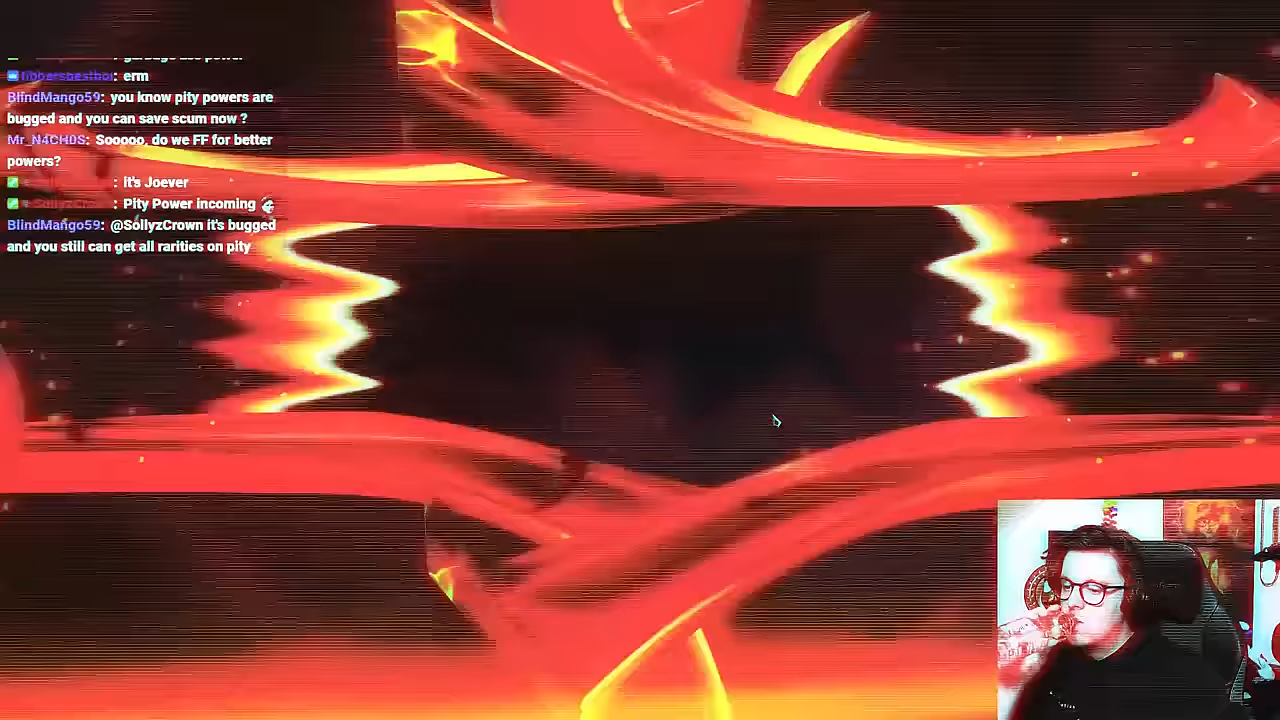 erm
BlindMango59: you know pity powers are
bugged and you can save scum now ?
Mr_N4CH0S: Sooooo, do we FF for better
powers?
: it's Joever
: Pity Power incoming
BlindMango59: @SollyzCrown it's bugged
and you still can get all rarities on pity